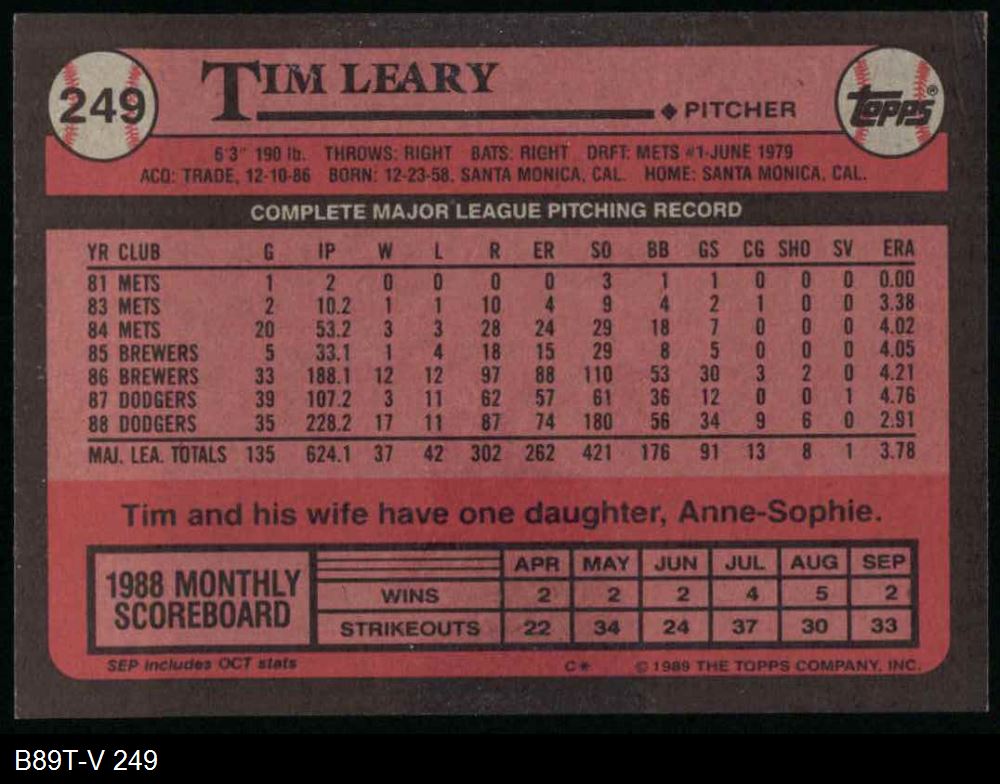 249
TIM LEARY
◆ PITCHER
TOPPS®
6'3" 190 lb. THROWS: RIGHT BATS: RIGHT DRFT: METS #1-JUNE 1979
ACQ: TRADE, 12-10-86 BORN: 12-23-58, SANTA MONICA, CAL. HOME: SANTA MONICA, CAL.
COMPLETE MAJOR LEAGUE PITCHING RECORD
YR CLUB G IP W L R ER SO BB GS CG SHO SV ERA
81 METS 1 2 0 0 0 0 3 1 1 0 0 0 0.00
83 METS 2 10.2 1 1 10 4 9 4 2 1 0 0 3.38
84 METS 20 53.2 3 3 28 24 29 18 7 0 0 0 4.02
85 BREWERS 5 33.1 1 4 18 15 29 8 5 0 0 0 4.05
86 BREWERS 33 188.1 12 12 97 88 110 53 30 3 2 0 4.21
87 DODGERS 39 107.2 3 11 62 57 61 36 12 0 0 1 4.76
88 DODGERS 35 228.2 17 11 87 74 180 56 34 9 6 0 2.91
MAJ. LEA. TOTALS 135 624.1 37 42 302 262 421 176 91 13 8 1 3.78
Tim and his wife have one daughter, Anne-Sophie.
1988 MONTHLY SCOREBOARD
APR MAY JUN JUL AUG SEP
WINS 2 2 2 4 5 2
STRIKEOUTS 22 34 24 37 30 33
SEP includes OCT stats C* © 1989 THE TOPPS COMPANY, INC.
B89T-V 249